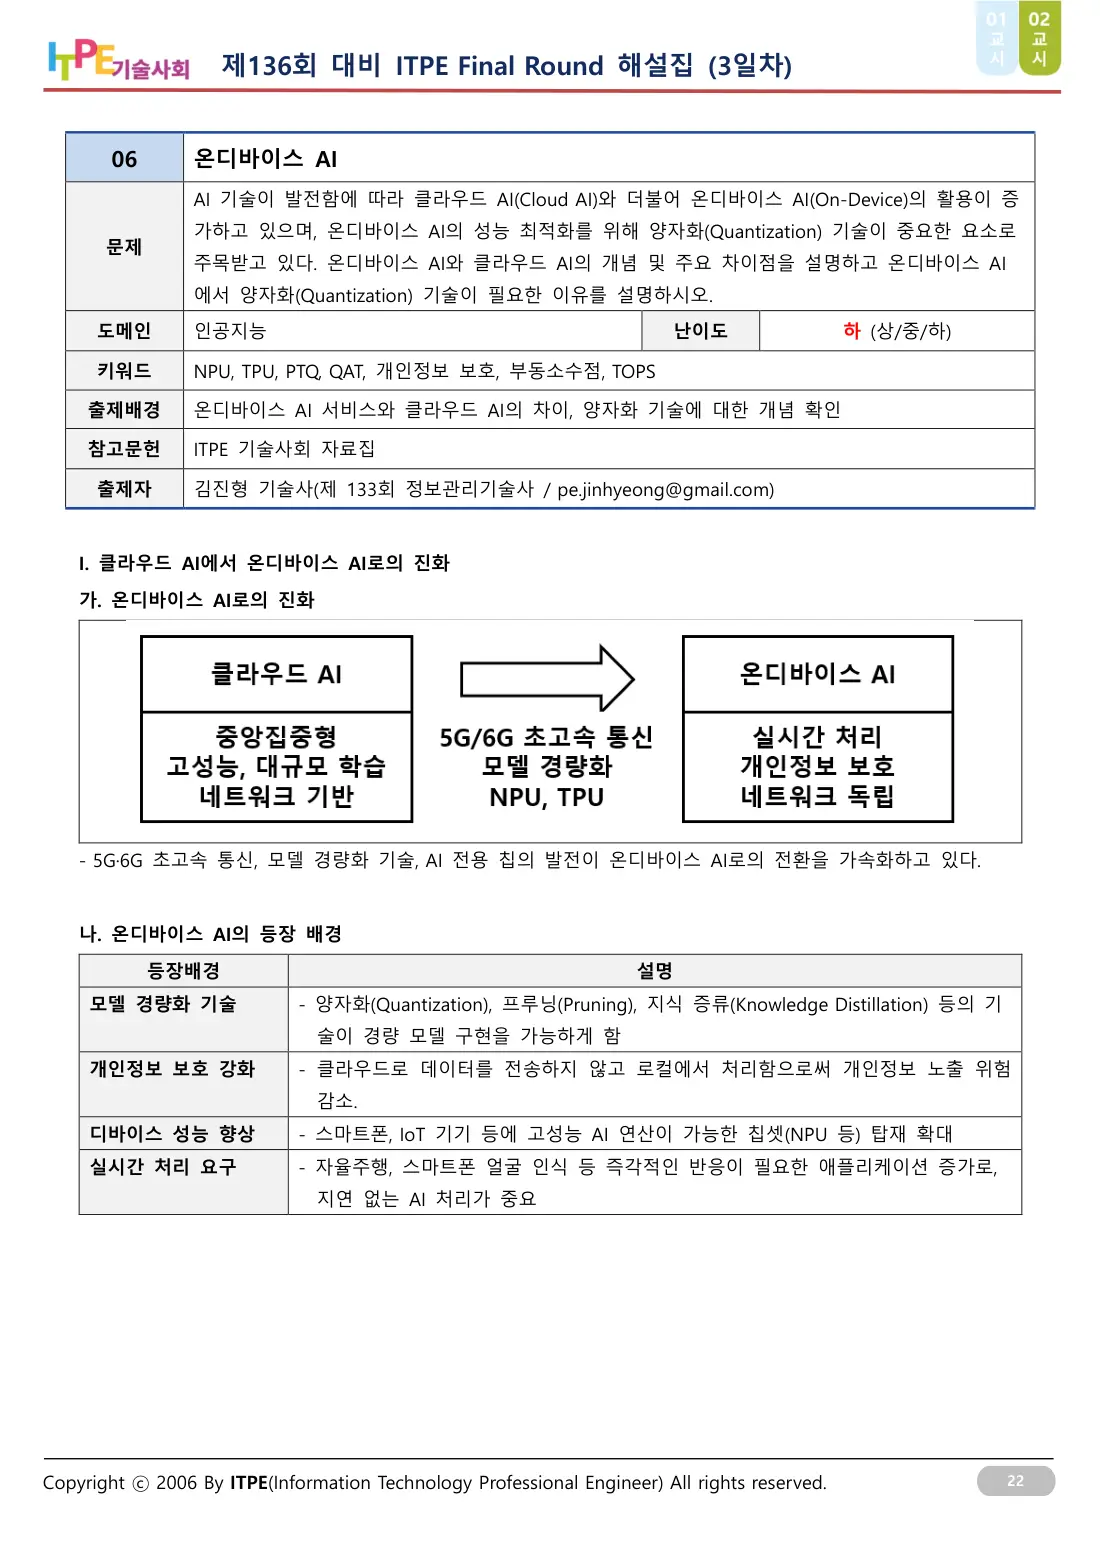 ITPE기술사회 제136회 대비 ITPE Final Round 해설집 (3일차)
01
교
시
02
교
시
06 온디바이스 AI
문제
AI 기술이 발전함에 따라 클라우드 AI(Cloud AI)와 더불어 온디바이스 AI(On-Device)의 활용이 증
가하고 있으며, 온디바이스 AI의 성능 최적화를 위해 양자화(Quantization) 기술이 중요한 요소로
주목받고 있다. 온디바이스 AI와 클라우드 AI의 개념 및 주요 차이점을 설명하고 온디바이스 AI
에서 양자화(Quantization) 기술이 필요한 이유를 설명하시오.
도메인 인공지능 난이도 하 (상/중/하)
키워드 NPU, TPU, PTQ, QAT, 개인정보 보호, 부동소수점, TOPS
출제배경 온디바이스 AI 서비스와 클라우드 AI의 차이, 양자화 기술에 대한 개념 확인
참고문헌 ITPE 기술사회 자료집
출제자 김진형 기술사(제 133회 정보관리기술사 / pe.jinhyeong@gmail.com)
I. 클라우드 AI에서 온디바이스 AI로의 진화
가. 온디바이스 AI로의 진화
클라우드 AI
중앙집중형
고성능, 대규모 학습
네트워크 기반
5G/6G 초고속 통신
모델 경량화
NPU, TPU
온디바이스 AI
실시간 처리
개인정보 보호
네트워크 독립
- 5G·6G 초고속 통신, 모델 경량화 기술, AI 전용 칩의 발전이 온디바이스 AI로의 전환을 가속화하고 있다.
나. 온디바이스 AI의 등장 배경
등장배경 설명
모델 경량화 기술 - 양자화(Quantization), 프루닝(Pruning), 지식 증류(Knowledge Distillation) 등의 기
술이 경량 모델 구현을 가능하게 함
개인정보 보호 강화 - 클라우드로 데이터를 전송하지 않고 로컬에서 처리함으로써 개인정보 노출 위험
감소.
디바이스 성능 향상 - 스마트폰, IoT 기기 등에 고성능 AI 연산이 가능한 칩셋(NPU 등) 탑재 확대
실시간 처리 요구 - 자율주행, 스마트폰 얼굴 인식 등 즉각적인 반응이 필요한 애플리케이션 증가로,
지연 없는 AI 처리가 중요
Copyright ⓒ 2006 By ITPE(Information Technology Professional Engineer) All rights reserved.
22